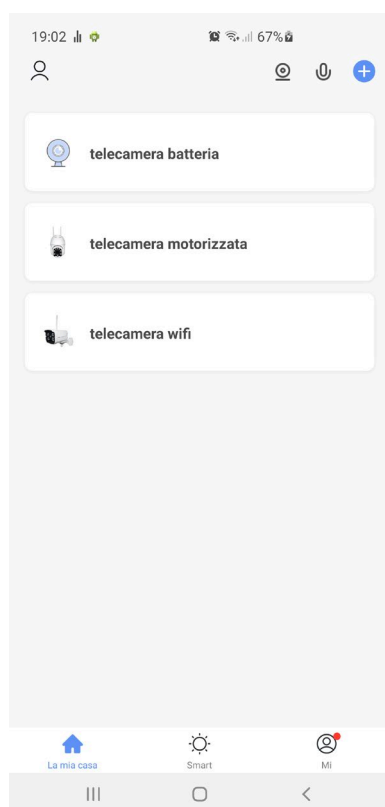 19:02 67%
telecamera batteria
telecamera motorizzata
telecamera wifi
La mia casa Smart Mi